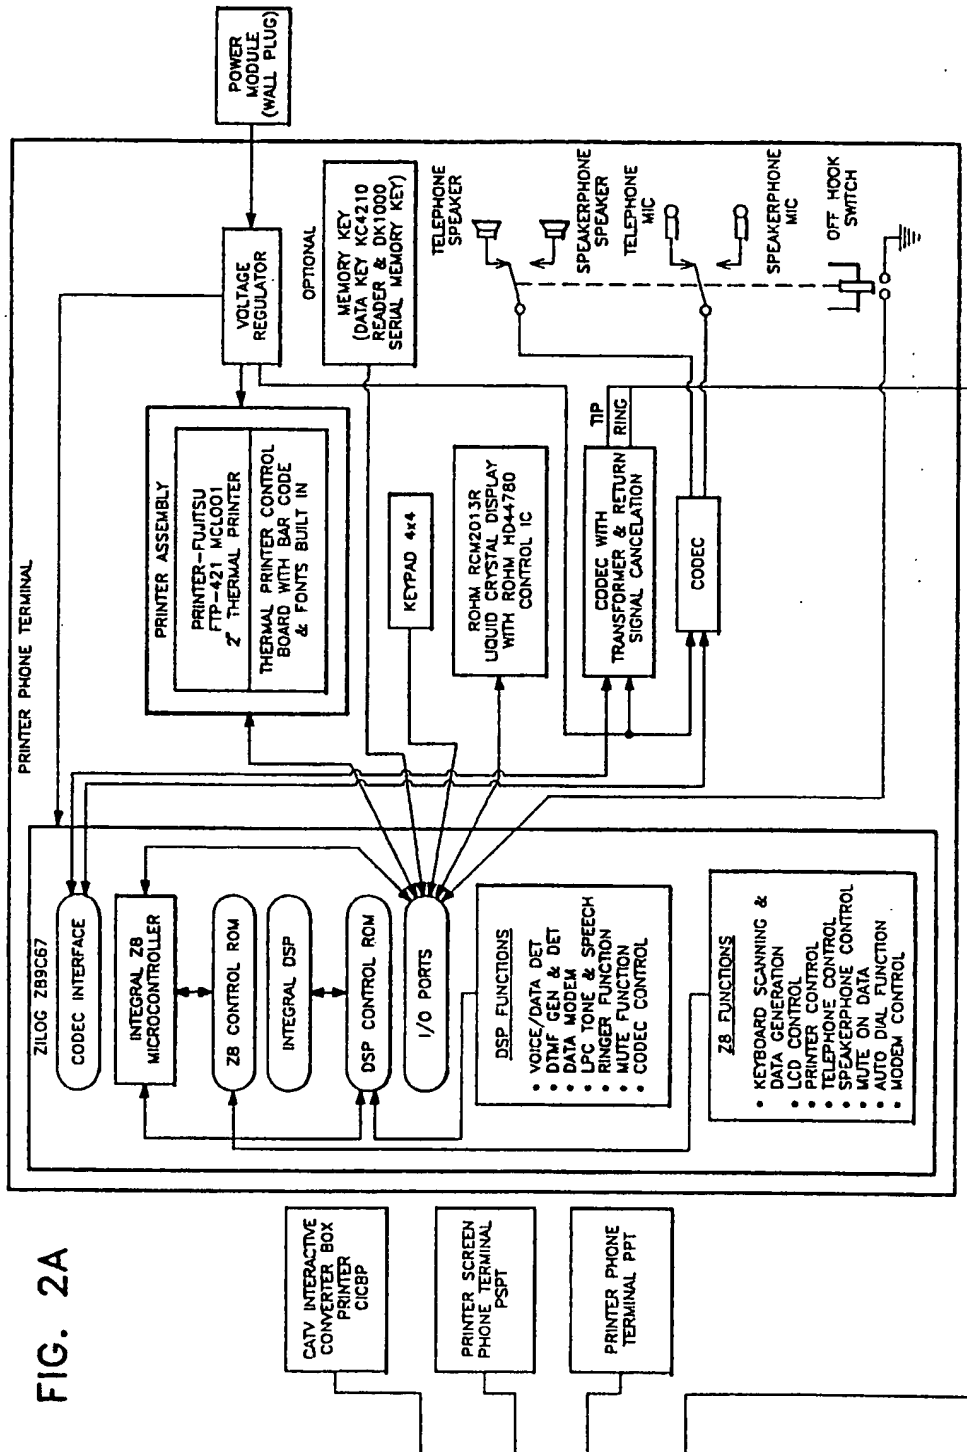 FIG. 2A
PRINTER PHONE TERMINAL
ZILOG Z89C67
CODEC INTERFACE
INTEGRAL Z8
MICROCONTROLLER
Z8 CONTROL ROM
INTEGRAL DSP
DSP CONTROL ROM
I/O PORTS
DSP FUNCTIONS
• VOICE/DATA DET
• DTMF GEN & DET
• DATA MODEM
• LPC TONE & SPEECH
• RINGER FUNCTION
• MUTE FUNCTION
• CODEC CONTROL
Z8 FUNCTIONS
• KEYBOARD SCANNING &
DATA GENERATION
• LCD CONTROL
• PRINTER CONTROL
• TELEPHONE CONTROL
• SPEAKERPHONE CONTROL
• MUTE ON DATA
• AUTO DIAL FUNCTION
• MODEM CONTROL
PRINTER ASSEMBLY
PRINTER-FUJITSU
FTP-421 MCL001
2" THERMAL PRINTER
THERMAL PRINTER CONTROL
BOARD WITH BAR CODE
& FONTS BUILT IN
KEYPAD 4x4
ROHM RCM2013R
LIQUID CRYSTAL DISPLAY
WITH ROHM HD44780
CONTROL IC
CODEC WITH
TRANSFORMER & RETURN
SIGNAL CANCELATION
TIP
RING
CODEC
VOLTAGE
REGULATOR
POWER
MODULE
(WALL PLUG)
OPTIONAL
MEMORY KEY
(DATA KEY KC4210
READER & DK1000
SERIAL MEMORY KEY)
TELEPHONE
SPEAKER
SPEAKERPHONE
SPEAKER
TELEPHONE
MIC
SPEAKERPHONE
MIC
OFF HOOK
SWITCH
CATV INTERACTIVE
CONVERTER BOX
PRINTER
CICBP
PRINTER SCREEN
PHONE TERMINAL
PSPT
PRINTER PHONE
TERMINAL PPT